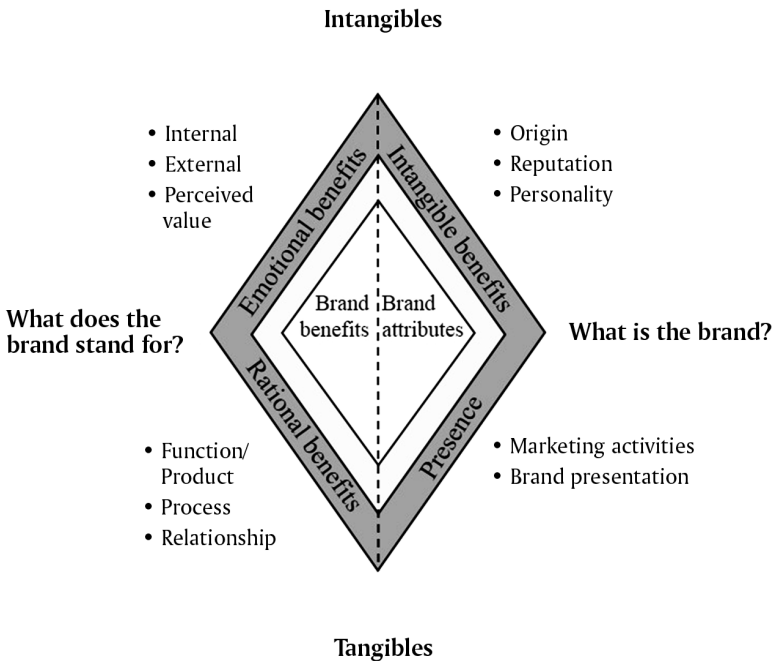 Intangibles
• Internal
• External
• Perceived
value
• Origin
• Reputation
• Personality
Emotional benefits
Intangible benefits
What does the
brand stand for?
Brand
benefits
Brand
attributes
What is the brand?
Rational benefits
Presence
• Function/
Product
• Process
• Relationship
• Marketing activities
• Brand presentation
Tangibles